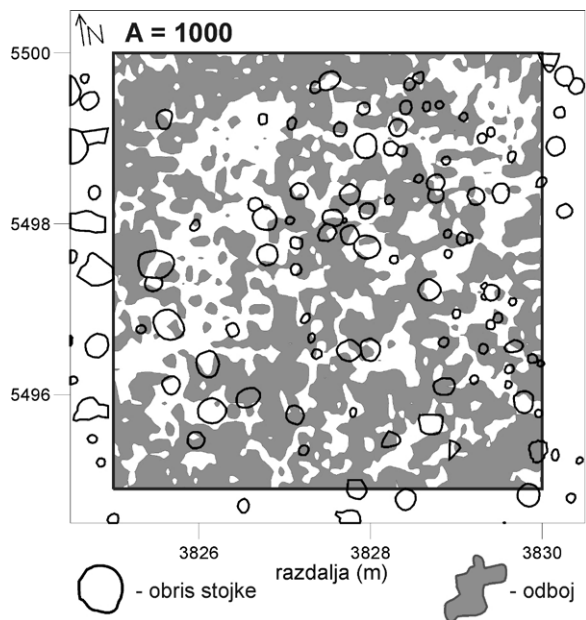 N
A = 1000
5500
5498
5496
3826
3828
3830
razdalja (m)
- obris stojke
- odboj